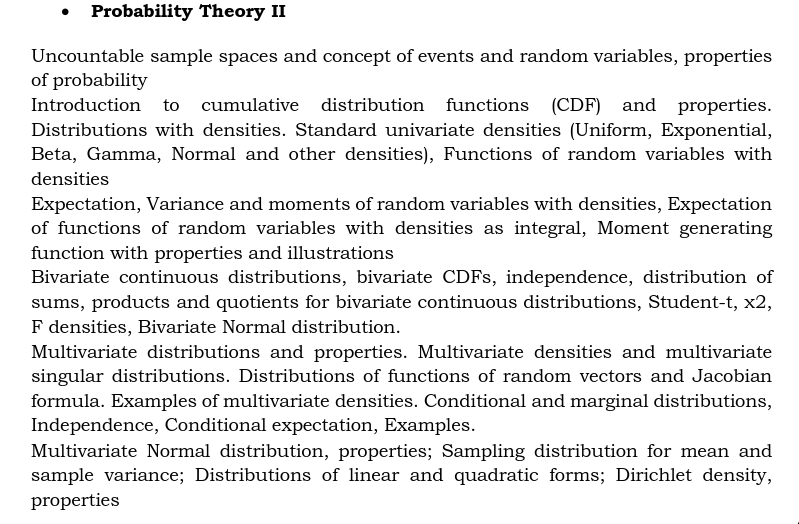 • Probability Theory II
Uncountable sample spaces and concept of events and random variables, properties
of probability
Introduction to cumulative distribution functions (CDF) and properties.
Distributions with densities. Standard univariate densities (Uniform, Exponential,
Beta, Gamma, Normal and other densities), Functions of random variables with
densities
Expectation, Variance and moments of random variables with densities, Expectation
of functions of random variables with densities as integral, Moment generating
function with properties and illustrations
Bivariate continuous distributions, bivariate CDFs, independence, distribution of
sums, products and quotients for bivariate continuous distributions, Student-t, x2,
F densities, Bivariate Normal distribution.
Multivariate distributions and properties. Multivariate densities and multivariate
singular distributions. Distributions of functions of random vectors and Jacobian
formula. Examples of multivariate densities. Conditional and marginal distributions,
Independence, Conditional expectation, Examples.
Multivariate Normal distribution, properties; Sampling distribution for mean and
sample variance; Distributions of linear and quadratic forms; Dirichlet density,
properties